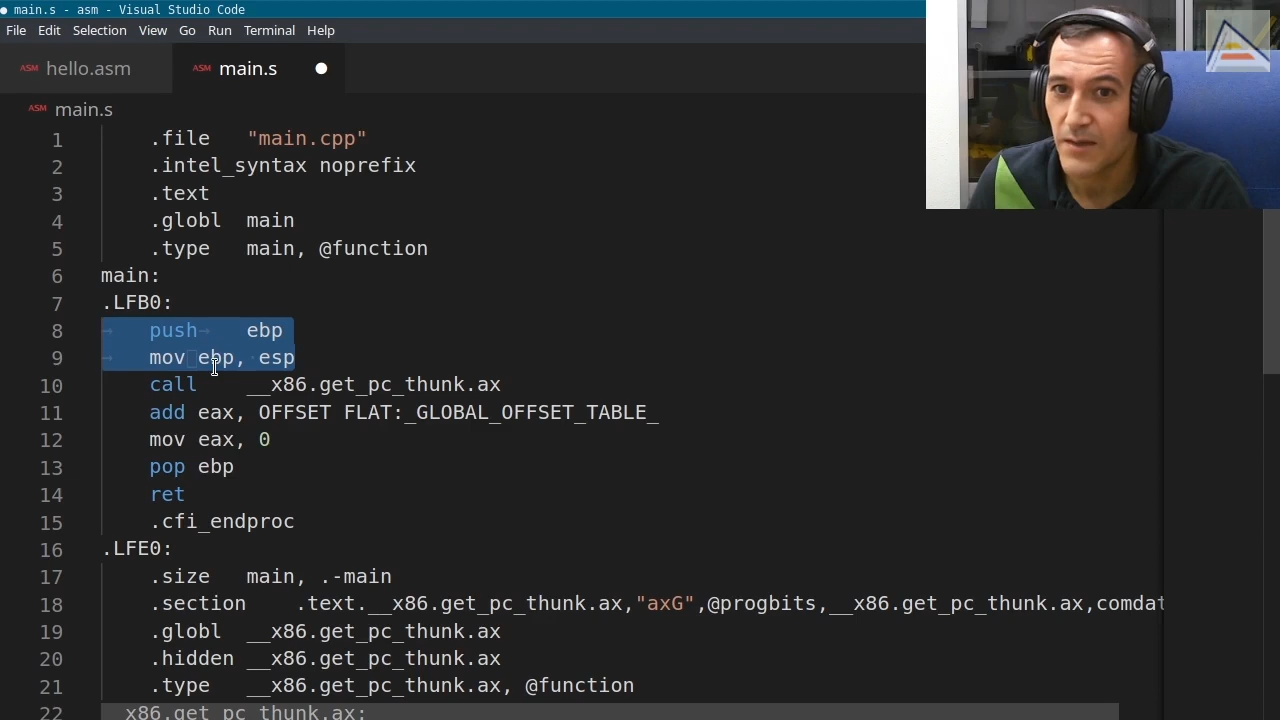 main.s - asm - Visual Studio Code
File Edit Selection View Go Run Terminal Help
ASM hello.asm ASM main.s
ASM main.s
1 .file "main.cpp"
2 .intel_syntax noprefix
3 .text
4 .globl main
5 .type main, @function
6 main:
7 .LFB0:
8 push ebp
9 mov ebp, esp
10 call __x86.get_pc_thunk.ax
11 add eax, OFFSET FLAT:_GLOBAL_OFFSET_TABLE_
12 mov eax, 0
13 pop ebp
14 ret
15 .cfi_endproc
16 .LFE0:
17 .size main, .-main
18 .section .text.__x86.get_pc_thunk.ax,"axG",@progbits,__x86.get_pc_thunk.ax,comdat
19 .globl __x86.get_pc_thunk.ax
20 .hidden __x86.get_pc_thunk.ax
21 .type __x86.get_pc_thunk.ax, @function
22 __x86.get_pc_thunk.ax: